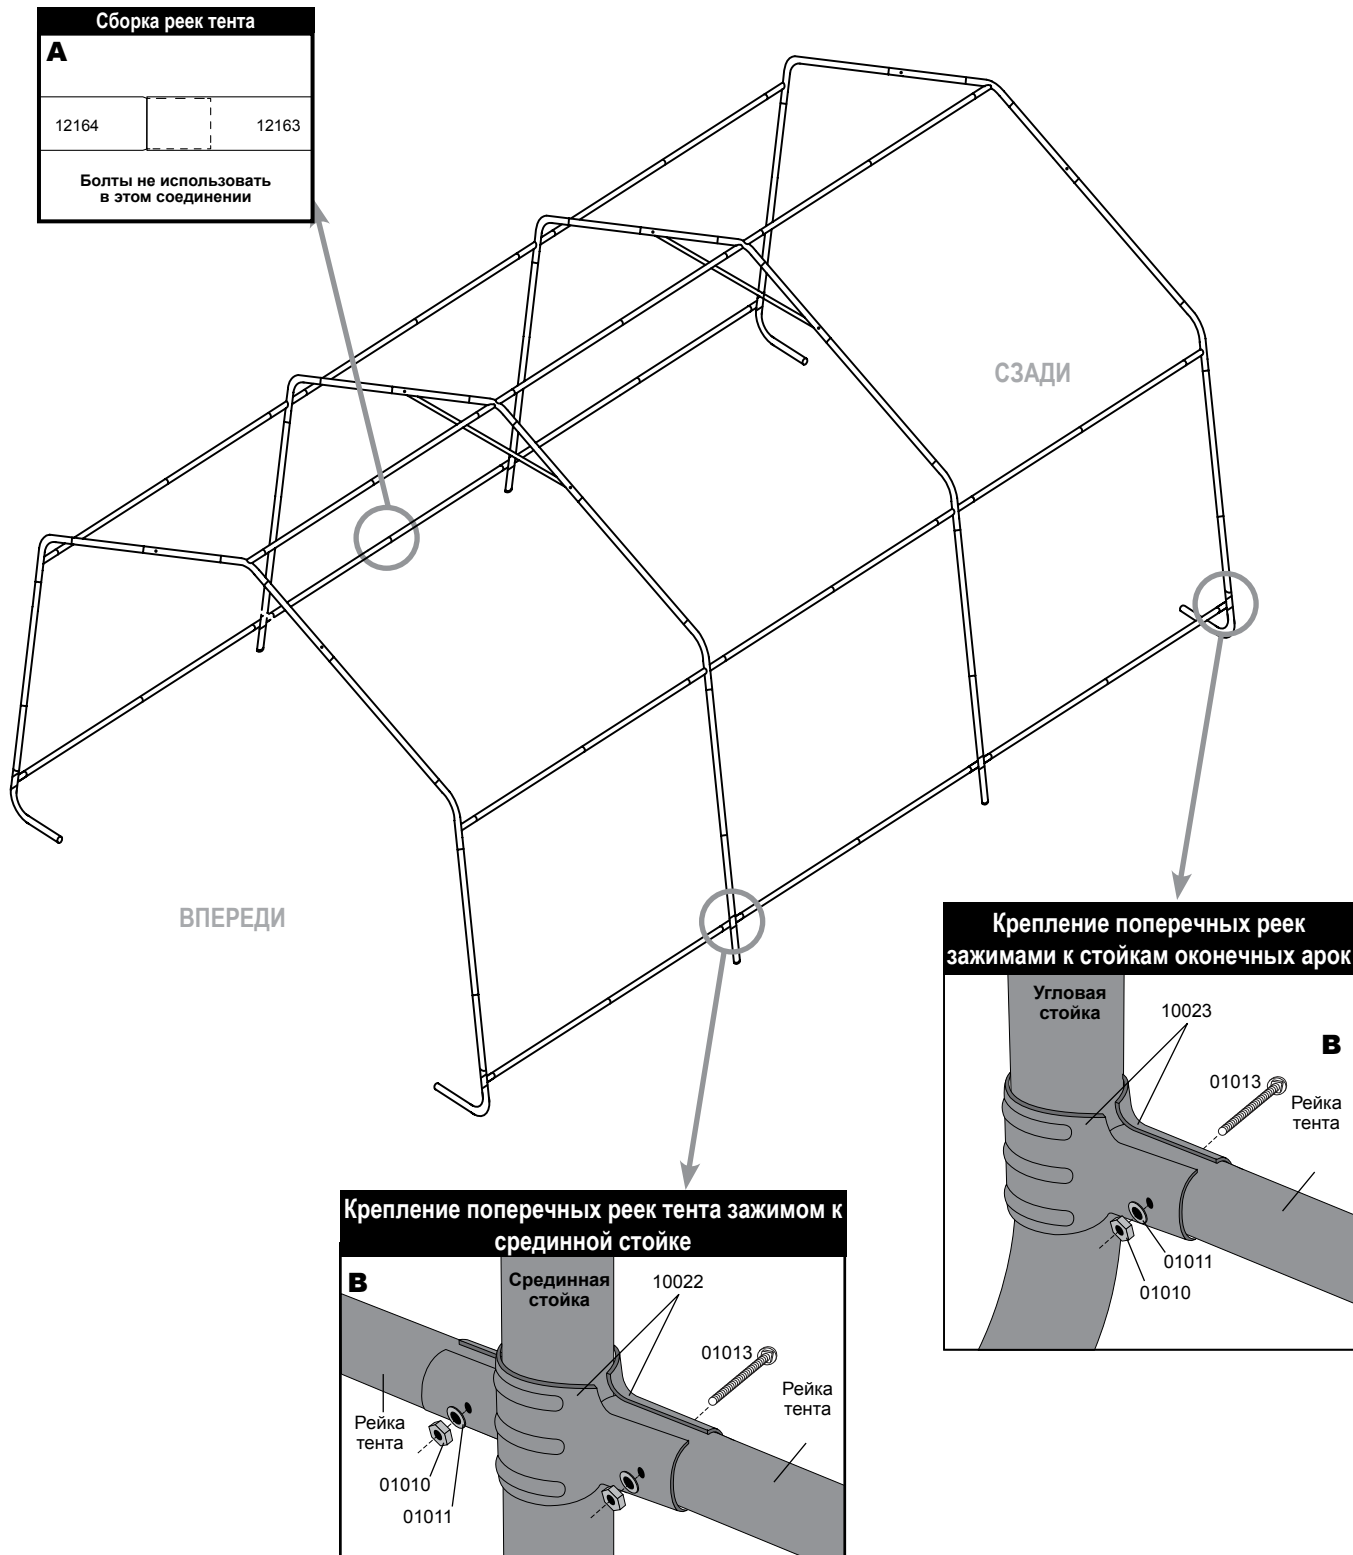 Сборка реек тента
A
12164
12163
Болты не использовать
в этом соединении
СЗАДИ
ВПЕРЕДИ
Крепление поперечных реек
зажимами к стойкам оконечных арок
Угловая
стойка
10023
B
01013
Рейка
тента
01011
01010
Крепление поперечных реек тента зажимом к
срединной стойке
B
Срединная
стойка
10022
01013
Рейка
тента
Рейка
тента
01010
01011